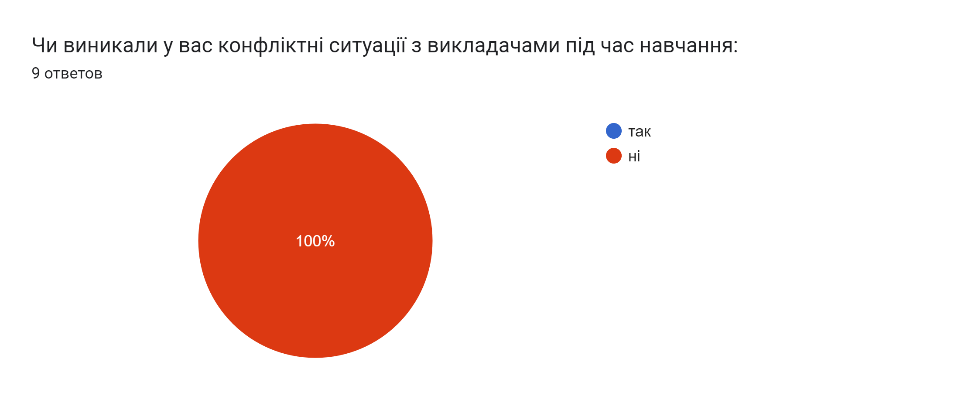 Чи виникали у вас конфліктні ситуації з викладачами під час навчання:
9 ответов
так
ні
100%